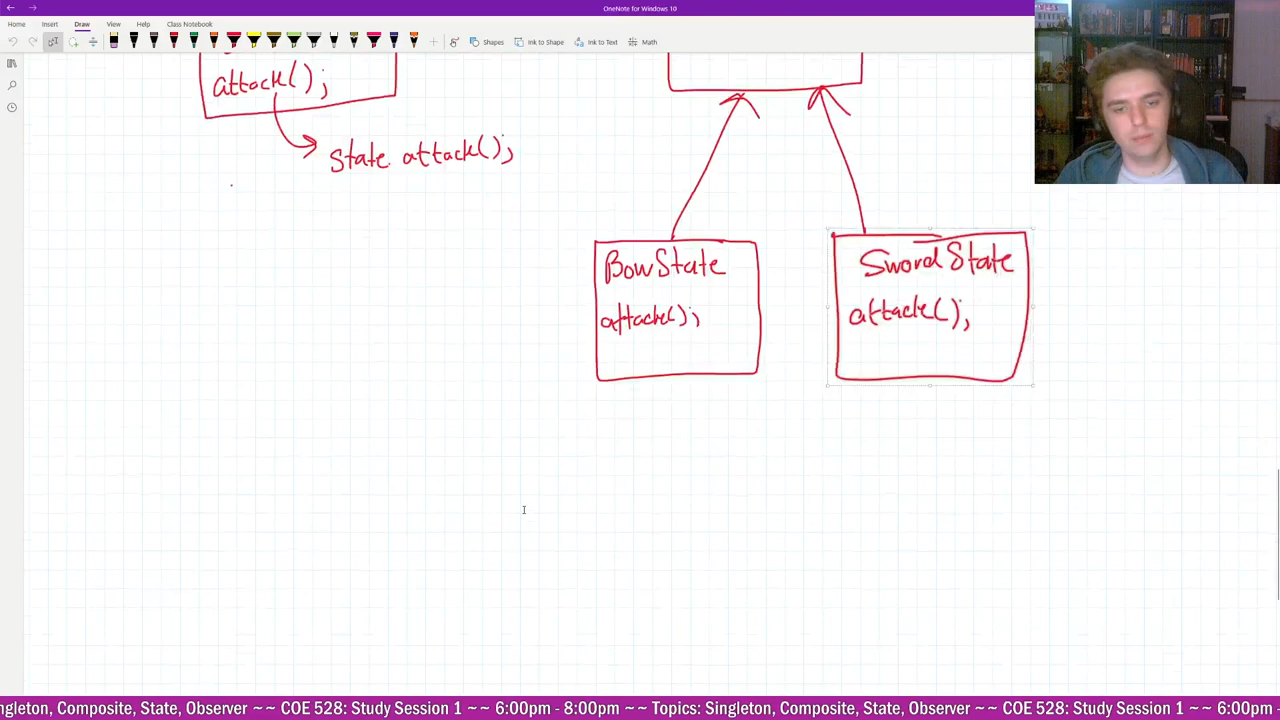 OneNote for Windows 10
Home Insert Draw View Help Class Notebook
Shapes Ink to Shape Ink to Text Math
attack();
State.attack();
BowState
attack();
SwordState
attack();
ngleton, Composite, State, Observer ~~ COE 528: Study Session 1 ~~ 6:00pm - 8:00pm ~~ Topics: Singleton, Composite, State, Observer ~~ COE 528: Study Session 1 ~~ 6:00pm -